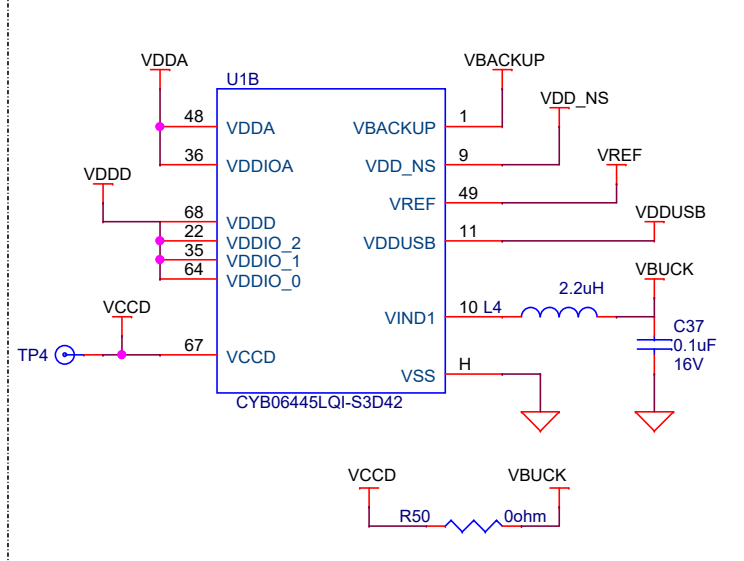 VDDA
VBACKUP
U1B
VDD_NS
48 VDDA
VBACKUP 1
36 VDDIOA
VDD_NS 9
VREF
VDDD
VREF 49
68 VDDD
VDDUSB
22 VDDIO_2
VDDUSB 11
35 VDDIO_1
64 VDDIO_0
VBUCK
2.2uH
VCCD
VIND1 10 L4
C37
0.1uF
16V
TP4
67 VCCD
VSS H
CYB06445LQI-S3D42
VCCD
VBUCK
R50
0ohm